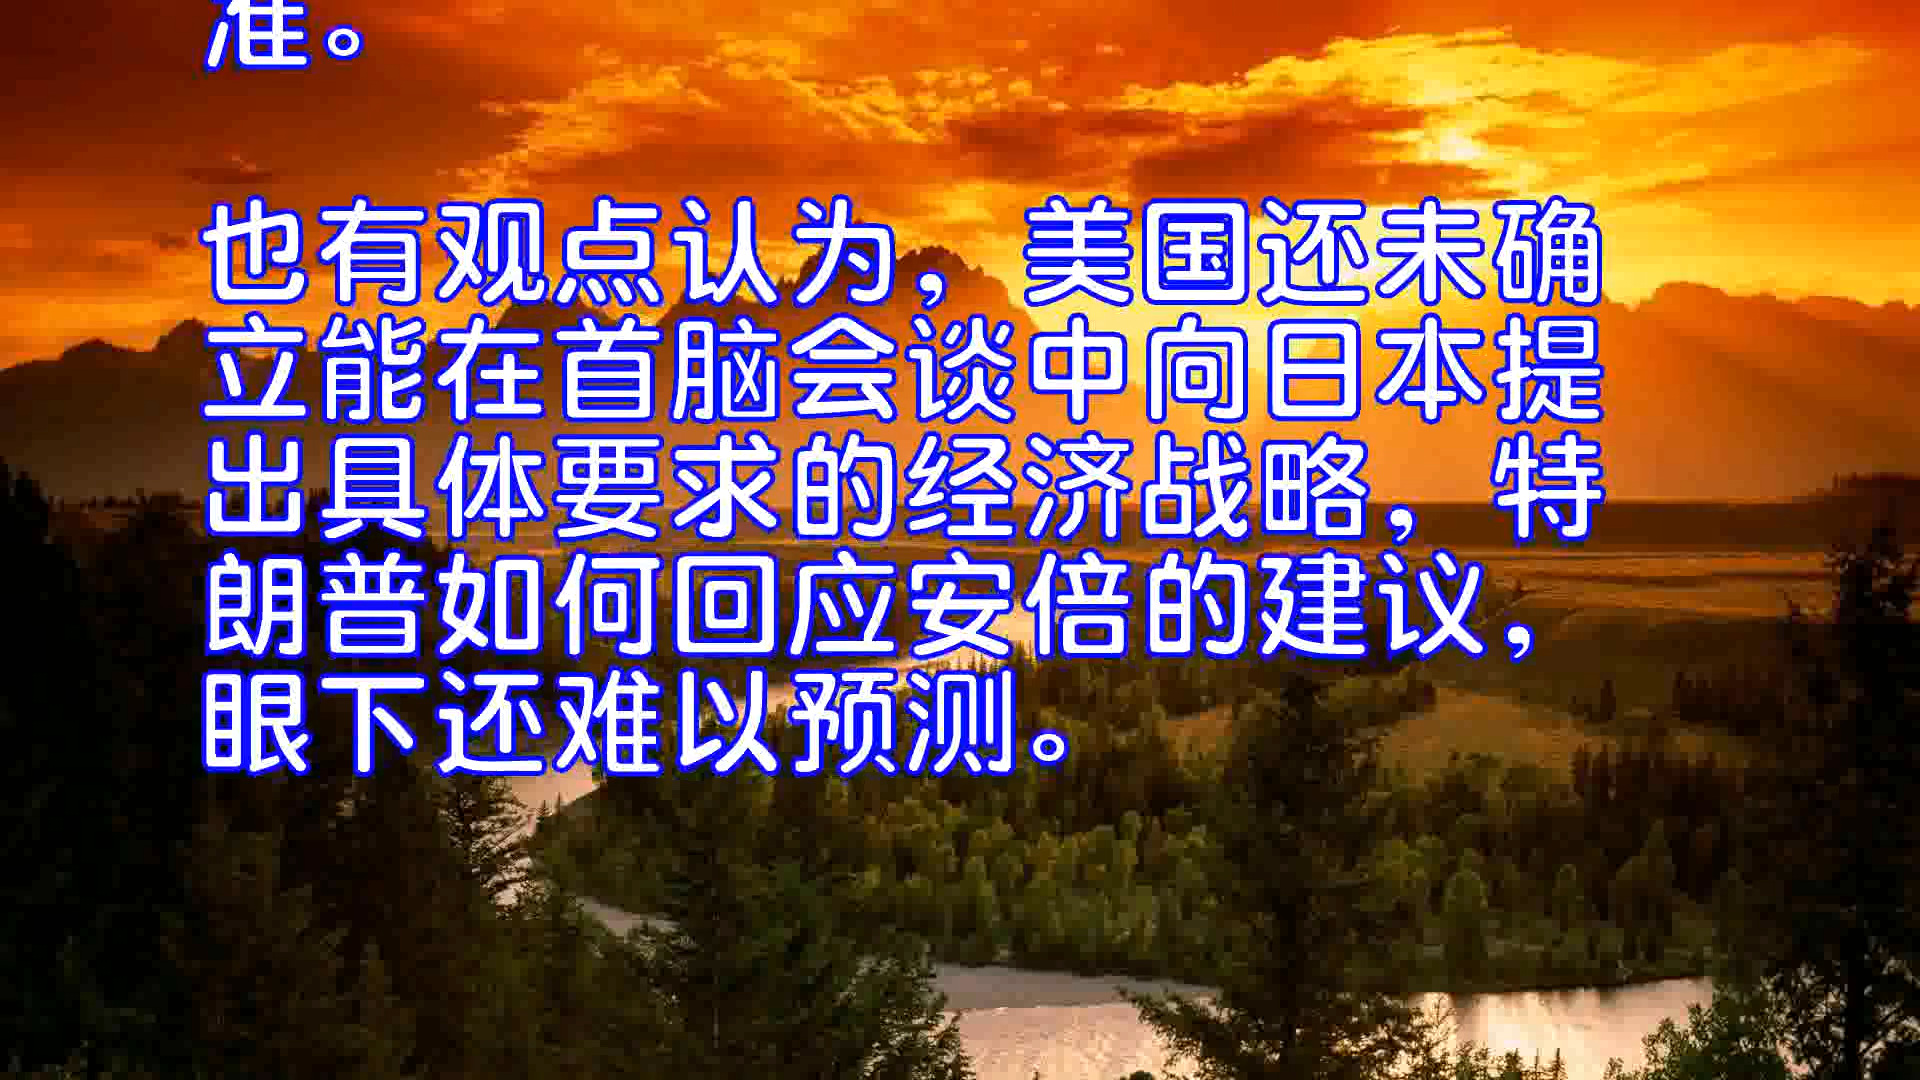 准。
也有观点认为，美国还未确
立能在首脑会谈中向日本提
出具体要求的经济战略，特
朗普如何回应安倍的建议，
眼下还难以预测。